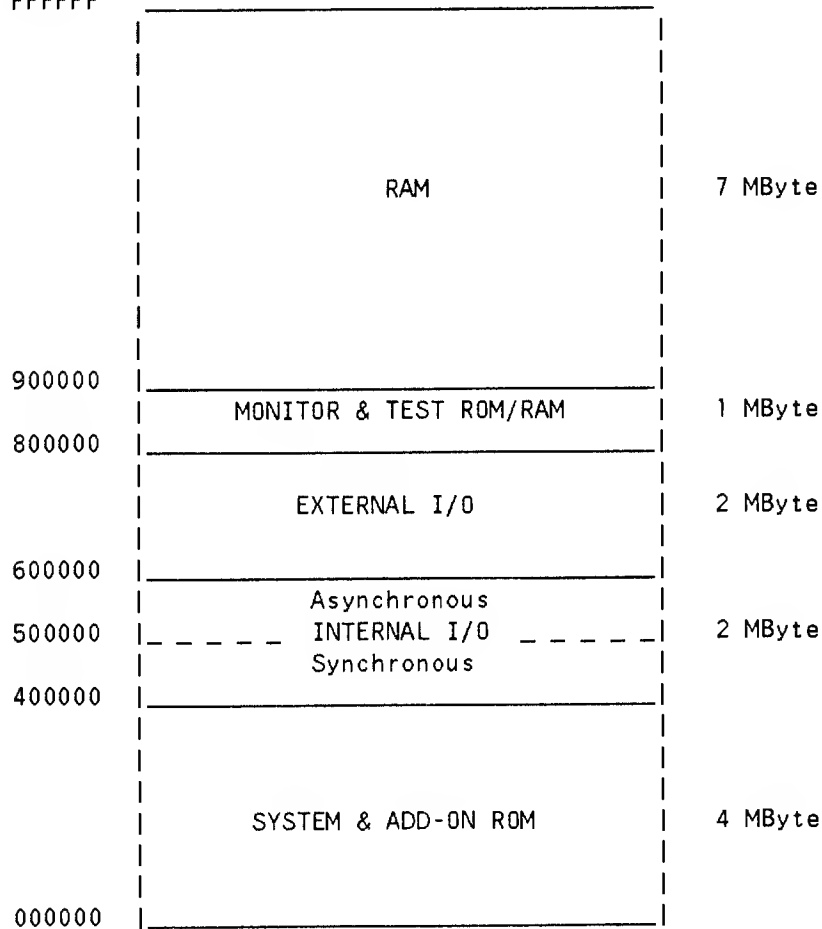 FFFFFF
RAM 7 MByte
900000
MONITOR & TEST ROM/RAM 1 MByte
800000
EXTERNAL I/O 2 MByte
600000
Asynchronous
500000 INTERNAL I/O 2 MByte
Synchronous
400000
SYSTEM & ADD-ON ROM 4 MByte
000000